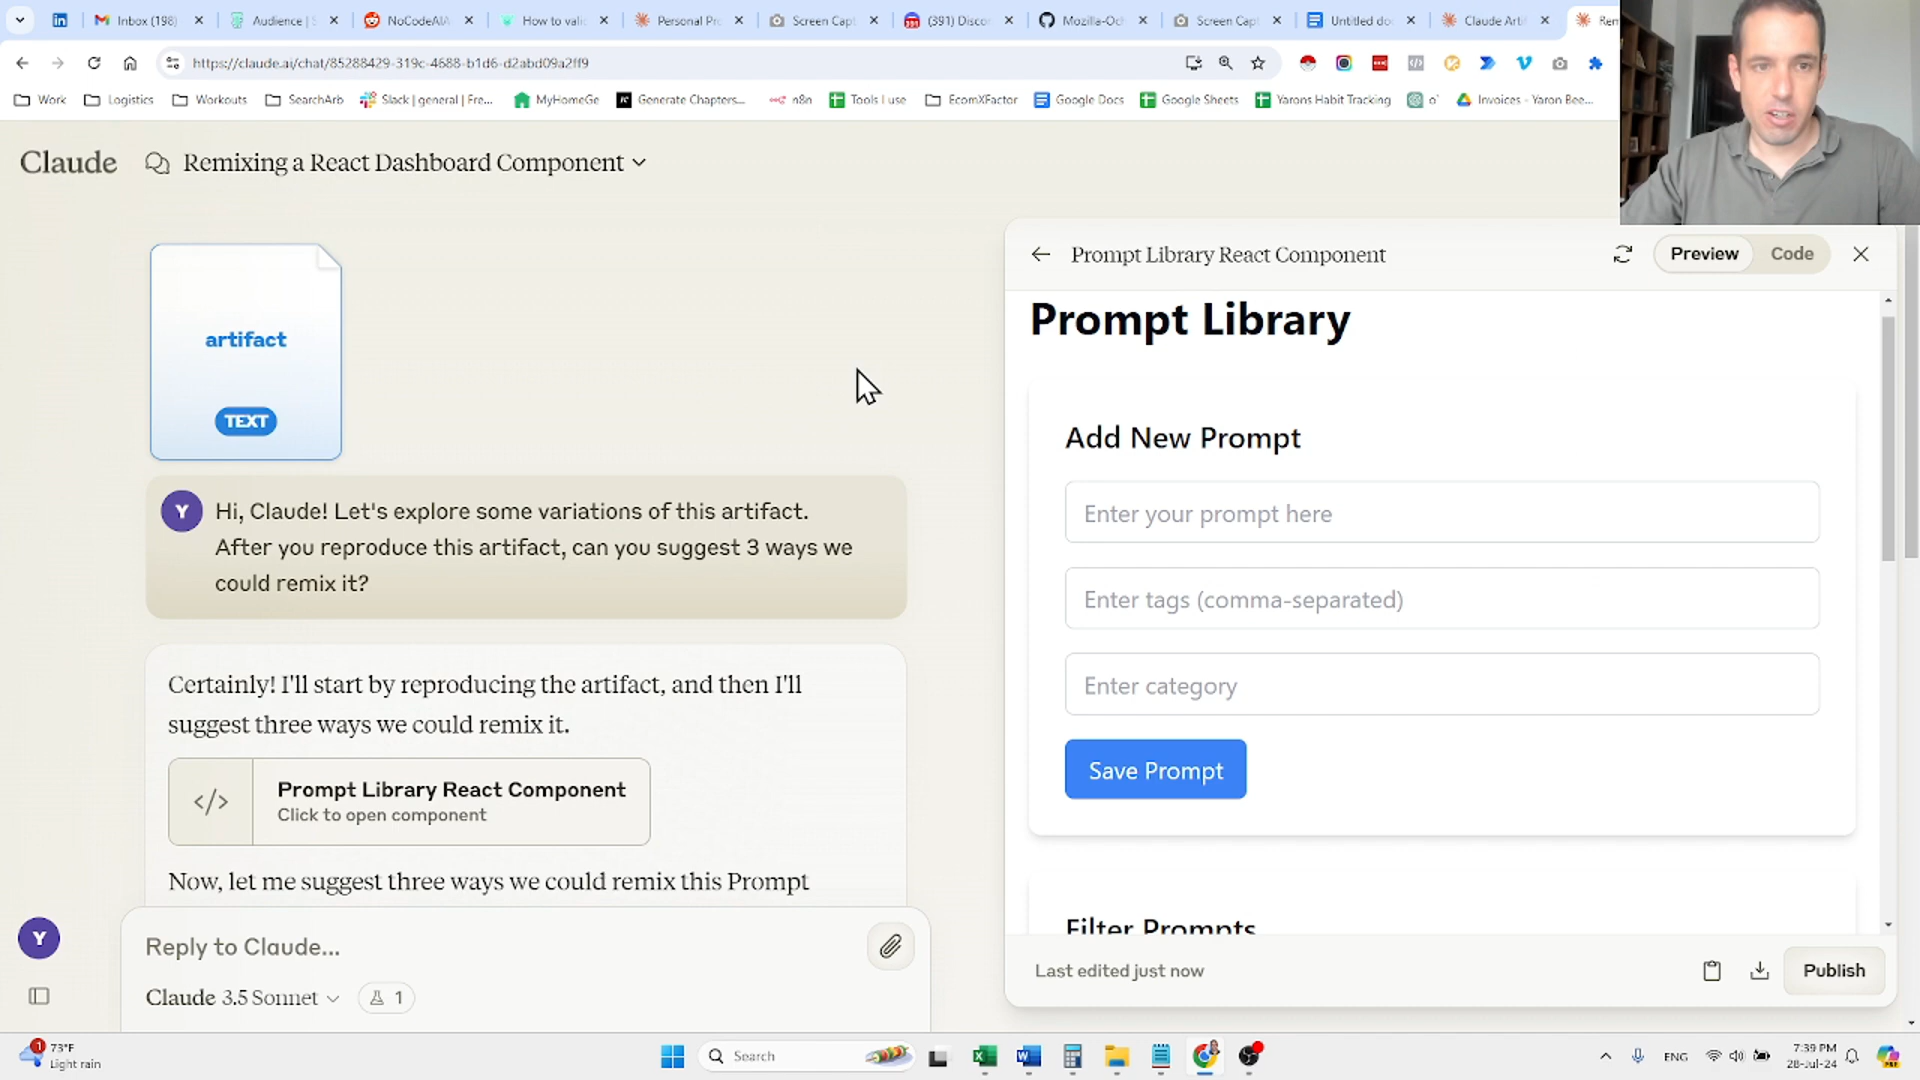 Inbox (198)
Audience | S
NoCodeAIA
How to valid
Personal Pro
Screen Capt
(391) Disco
Mozilla-Och
Screen Capt
Untitled doc
Claude Arti
Rem
https://claude.ai/chat/85288429-319c-4688-b1d6-d2abd09a2ff9
Work
Logistics
Workouts
SearchArb
Slack | general | Fre...
MyHomeGe
Generate Chapters...
n8n
Tools I use
EcomXFactor
Google Docs
Google Sheets
Yarons Habit Tracking
o'
Invoices - Yaron Bee...
Claude
Remixing a React Dashboard Component
artifact
TEXT
Y
Hi, Claude! Let's explore some variations of this artifact.
After you reproduce this artifact, can you suggest 3 ways we
could remix it?
Certainly! I'll start by reproducing the artifact, and then I'll
suggest three ways we could remix it.
</>
Prompt Library React Component
Click to open component
Now, let me suggest three ways we could remix this Prompt
Y
Reply to Claude...
Claude 3.5 Sonnet
1
Prompt Library React Component
Preview
Code
Prompt Library
Add New Prompt
Enter your prompt here
Enter tags (comma-separated)
Enter category
Save Prompt
Filter Prompts
Last edited just now
Publish
1
73°F
Light rain
Search
ENG
7:39 PM
28-Jul-24